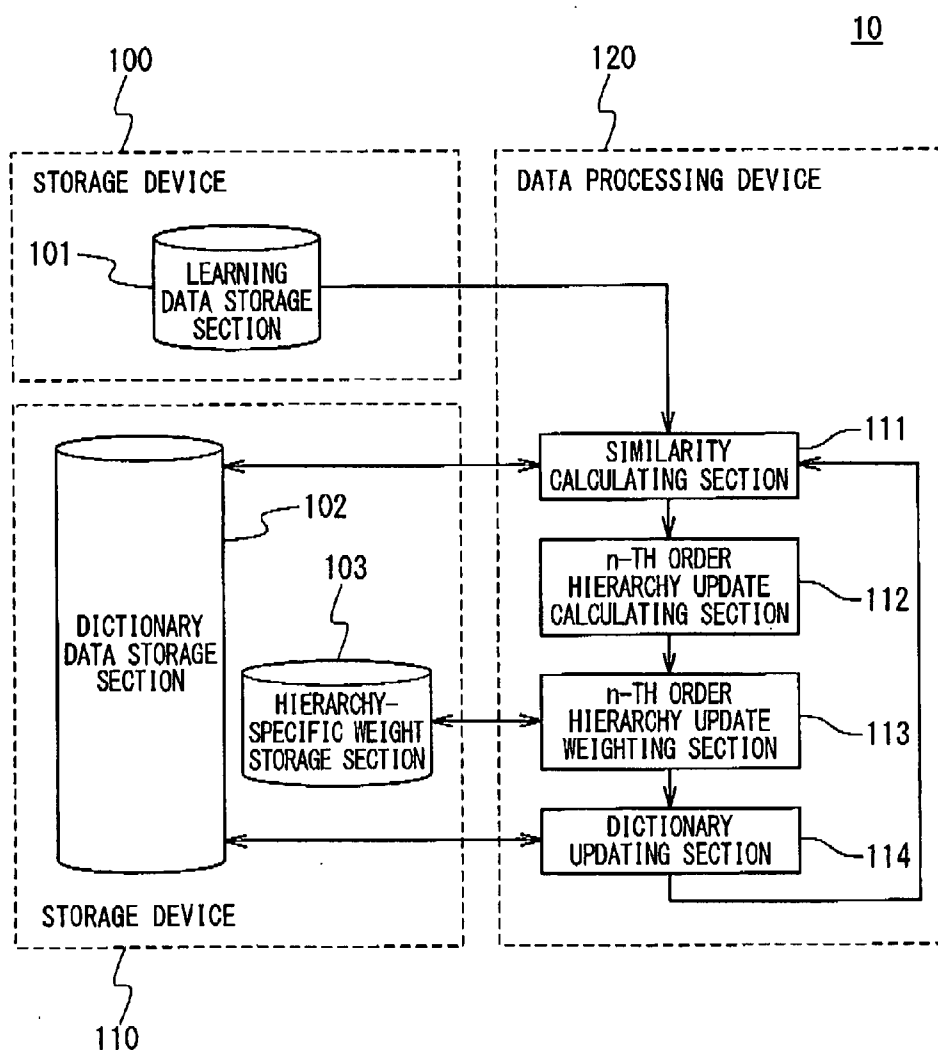 10
100
120
STORAGE DEVICE
DATA PROCESSING DEVICE
101
LEARNING
DATA STORAGE
SECTION
SIMILARITY
CALCULATING SECTION
111
102
n-TH ORDER
HIERARCHY UPDATE
CALCULATING SECTION
112
103
DICTIONARY
DATA STORAGE
SECTION
HIERARCHY-
SPECIFIC WEIGHT
STORAGE SECTION
n-TH ORDER
HIERARCHY UPDATE
WEIGHTING SECTION
113
DICTIONARY
UPDATING SECTION
114
STORAGE DEVICE
110